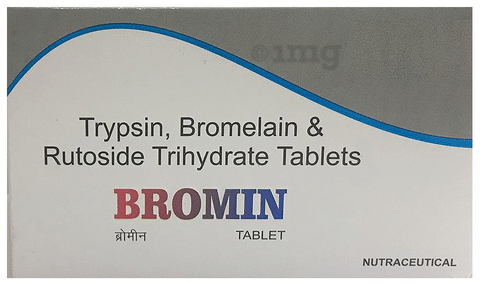 ©1mg
Trypsin, Bromelain &
Rutoside Trihydrate Tablets
BROMIN
ब्रोमीन TABLET
NUTRACEUTICAL